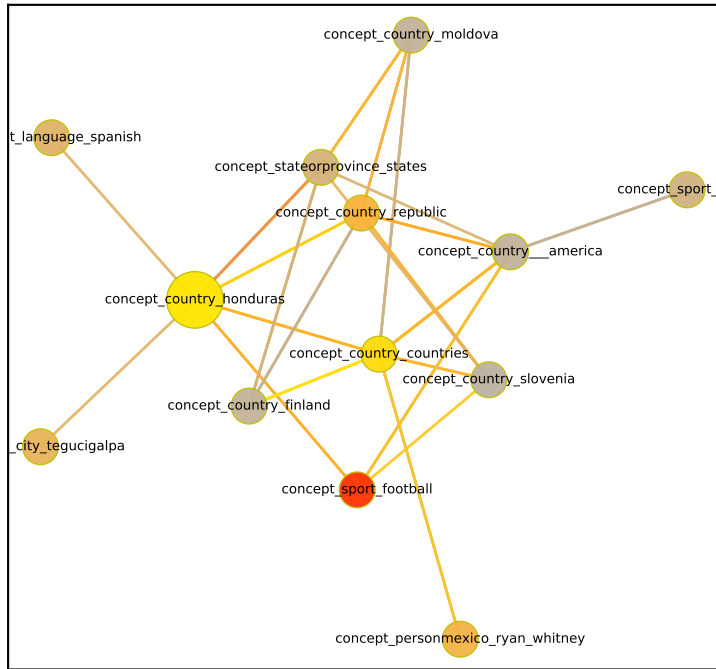 concept_country_moldova
t_language_spanish
concept_stateorprovince_states
concept_sport_
concept_country_republic
concept_country___america
concept_country_honduras
concept_country_countries
concept_country_slovenia
concept_country_finland
_city_tegucigalpa
concept_sport_football
concept_personmexico_ryan_whitney